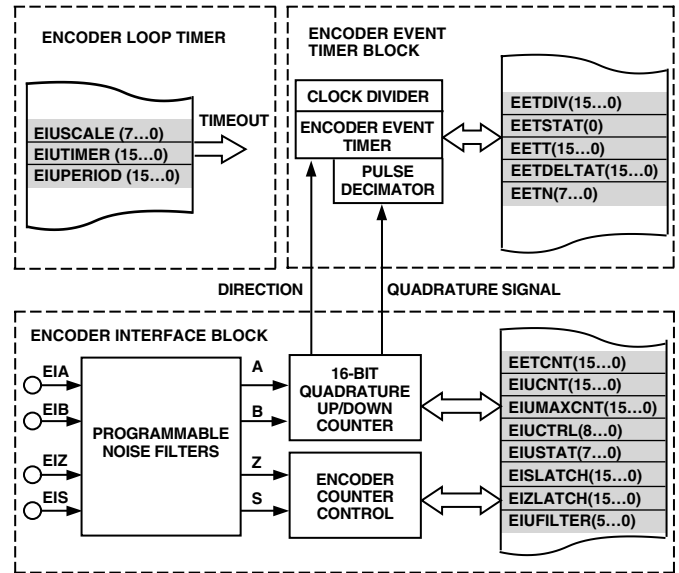 ENCODER LOOP TIMER
EIUSCALE (7...0)
EIUTIMER (15...0)
EIUPERIOD (15...0)
TIMEOUT
ENCODER EVENT
TIMER BLOCK
CLOCK DIVIDER
ENCODER EVENT
TIMER
PULSE
DECIMATOR
EETDIV(15...0)
EETSTAT(0)
EETT(15...0)
EETDELTAT(15...0)
EETN(7...0)
DIRECTION
QUADRATURE SIGNAL
ENCODER INTERFACE BLOCK
EIA
EIB
EIZ
EIS
PROGRAMMABLE
NOISE FILTERS
A
B
Z
S
16-BIT
QUADRATURE
UP/DOWN
COUNTER
ENCODER
COUNTER
CONTROL
EETCNT(15...0)
EIUCNT(15...0)
EIUMAXCNT(15...0)
EIUCTRL(8...0)
EIUSTAT(7...0)
EISLATCH(15...0)
EIZLATCH(15...0)
EIUFILTER(5...0)